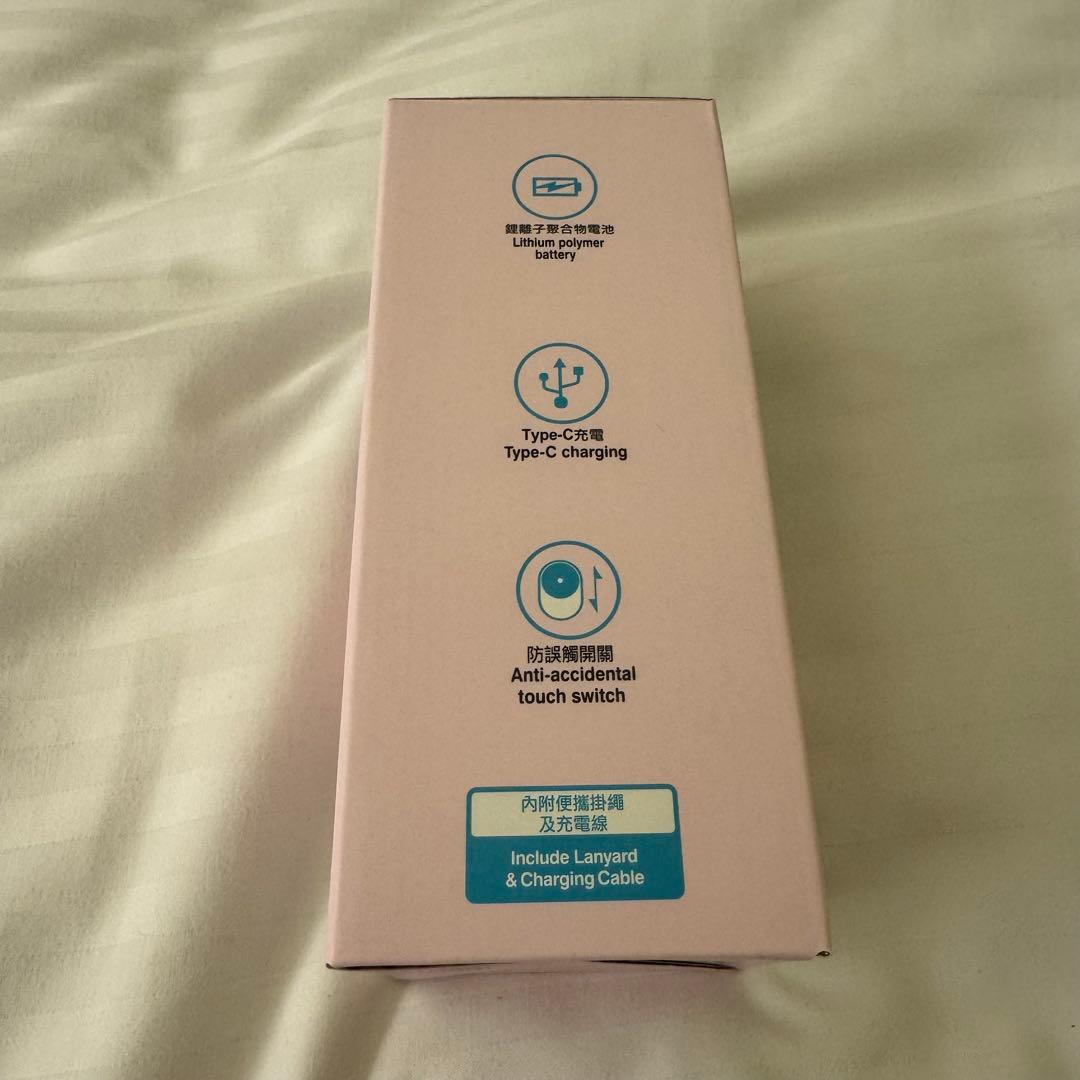 鋰離子聚合物電池
Lithium polymer
battery
Type-C充電
Type-C charging
防誤觸開關
Anti-accidental
touch switch
內附便攜掛繩
及充電線
Include Lanyard
& Charging Cable